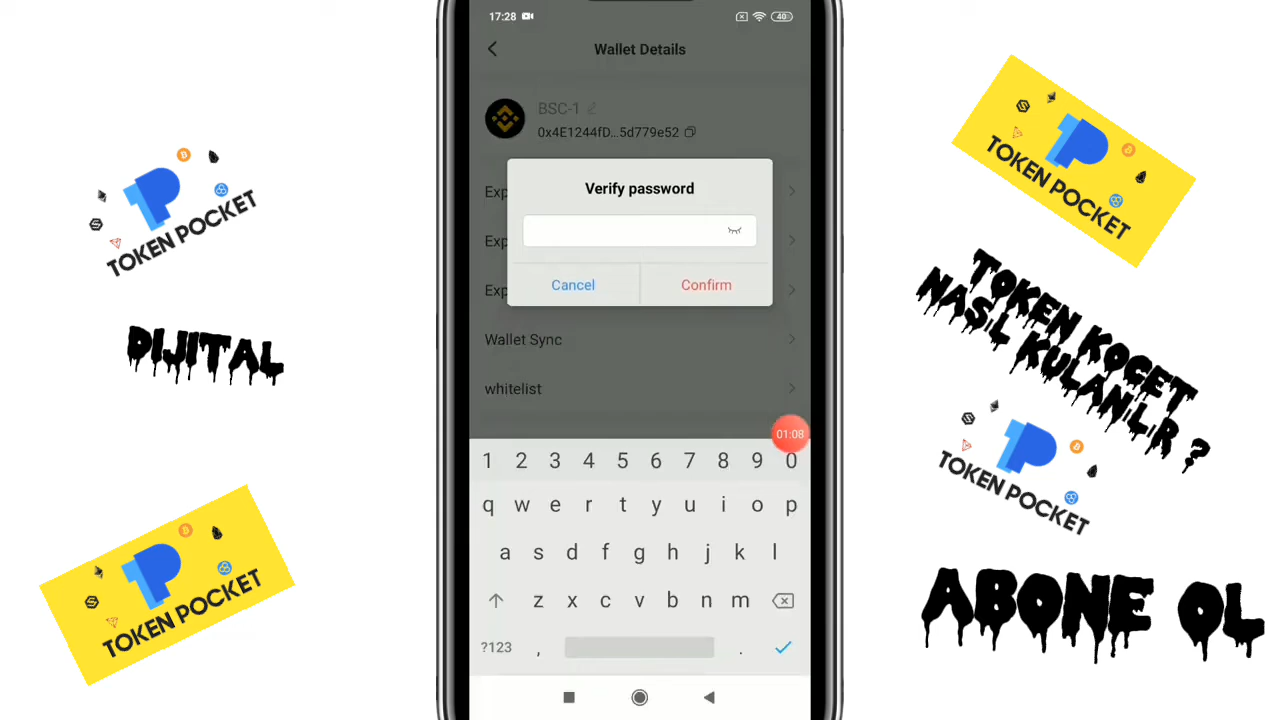 17:28
40
Wallet Details
BSC-1
0x4E1244fD...5d779e52
Verify password
Exp
Exp
Exp
Cancel
Confirm
Wallet Sync
whitelist
01:08
1 2 3 4 5 6 7 8 9 0
q w e r t y u i o p
a s d f g h j k l
z x c v b n m
?123 , .
TOKEN POCKET
DIJITAL
TOKEN POCKET
TOKEN POCKET
TOKEN KOCET
NASIL KULANILIR ?
TOKEN POCKET
ABONE OL